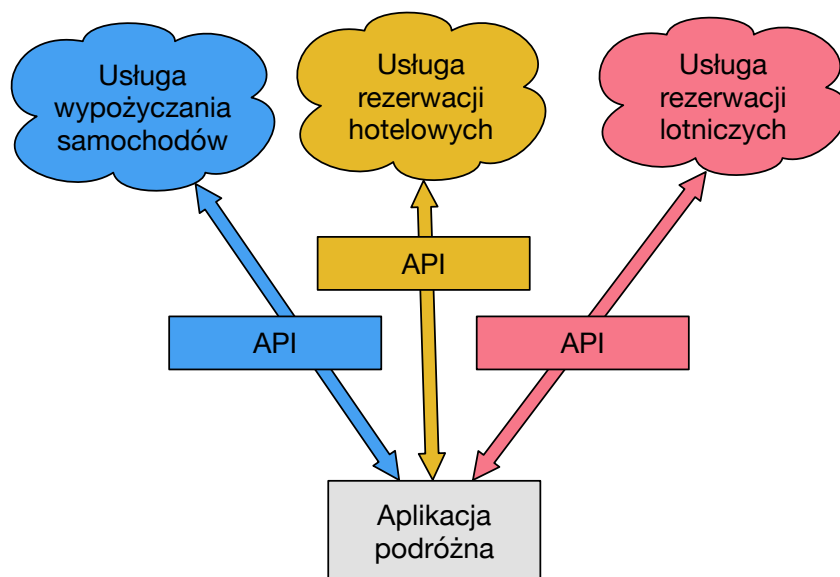 Usługa
wypożyczania
samochodów
Usługa
rezerwacji
hotelowych
Usługa
rezerwacji
lotniczych
API
API
API
Aplikacja
podróżna